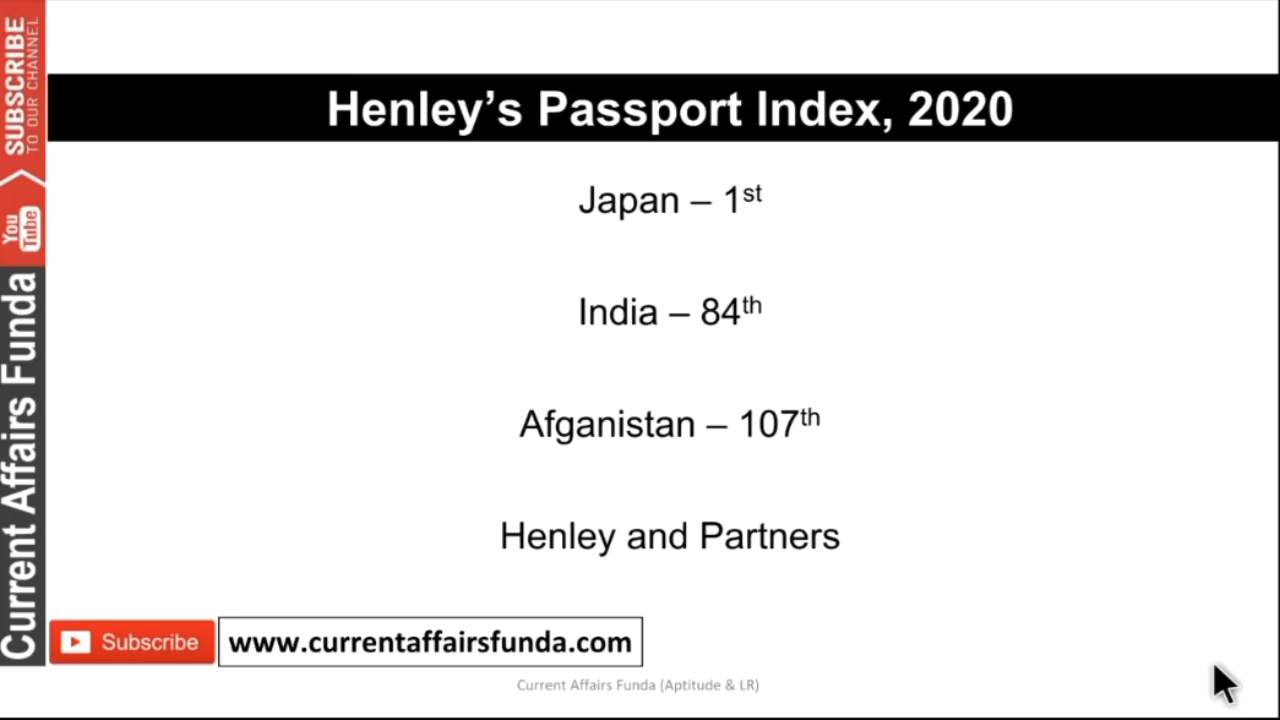 SUBSCRIBE
TO OUR CHANNEL
You
Tube
Current Affairs Funda
Henley’s Passport Index, 2020
Japan – 1st
India – 84th
Afganistan – 107th
Henley and Partners
Subscribe
www.currentaffairsfunda.com
Current Affairs Funda (Aptitude & LR)